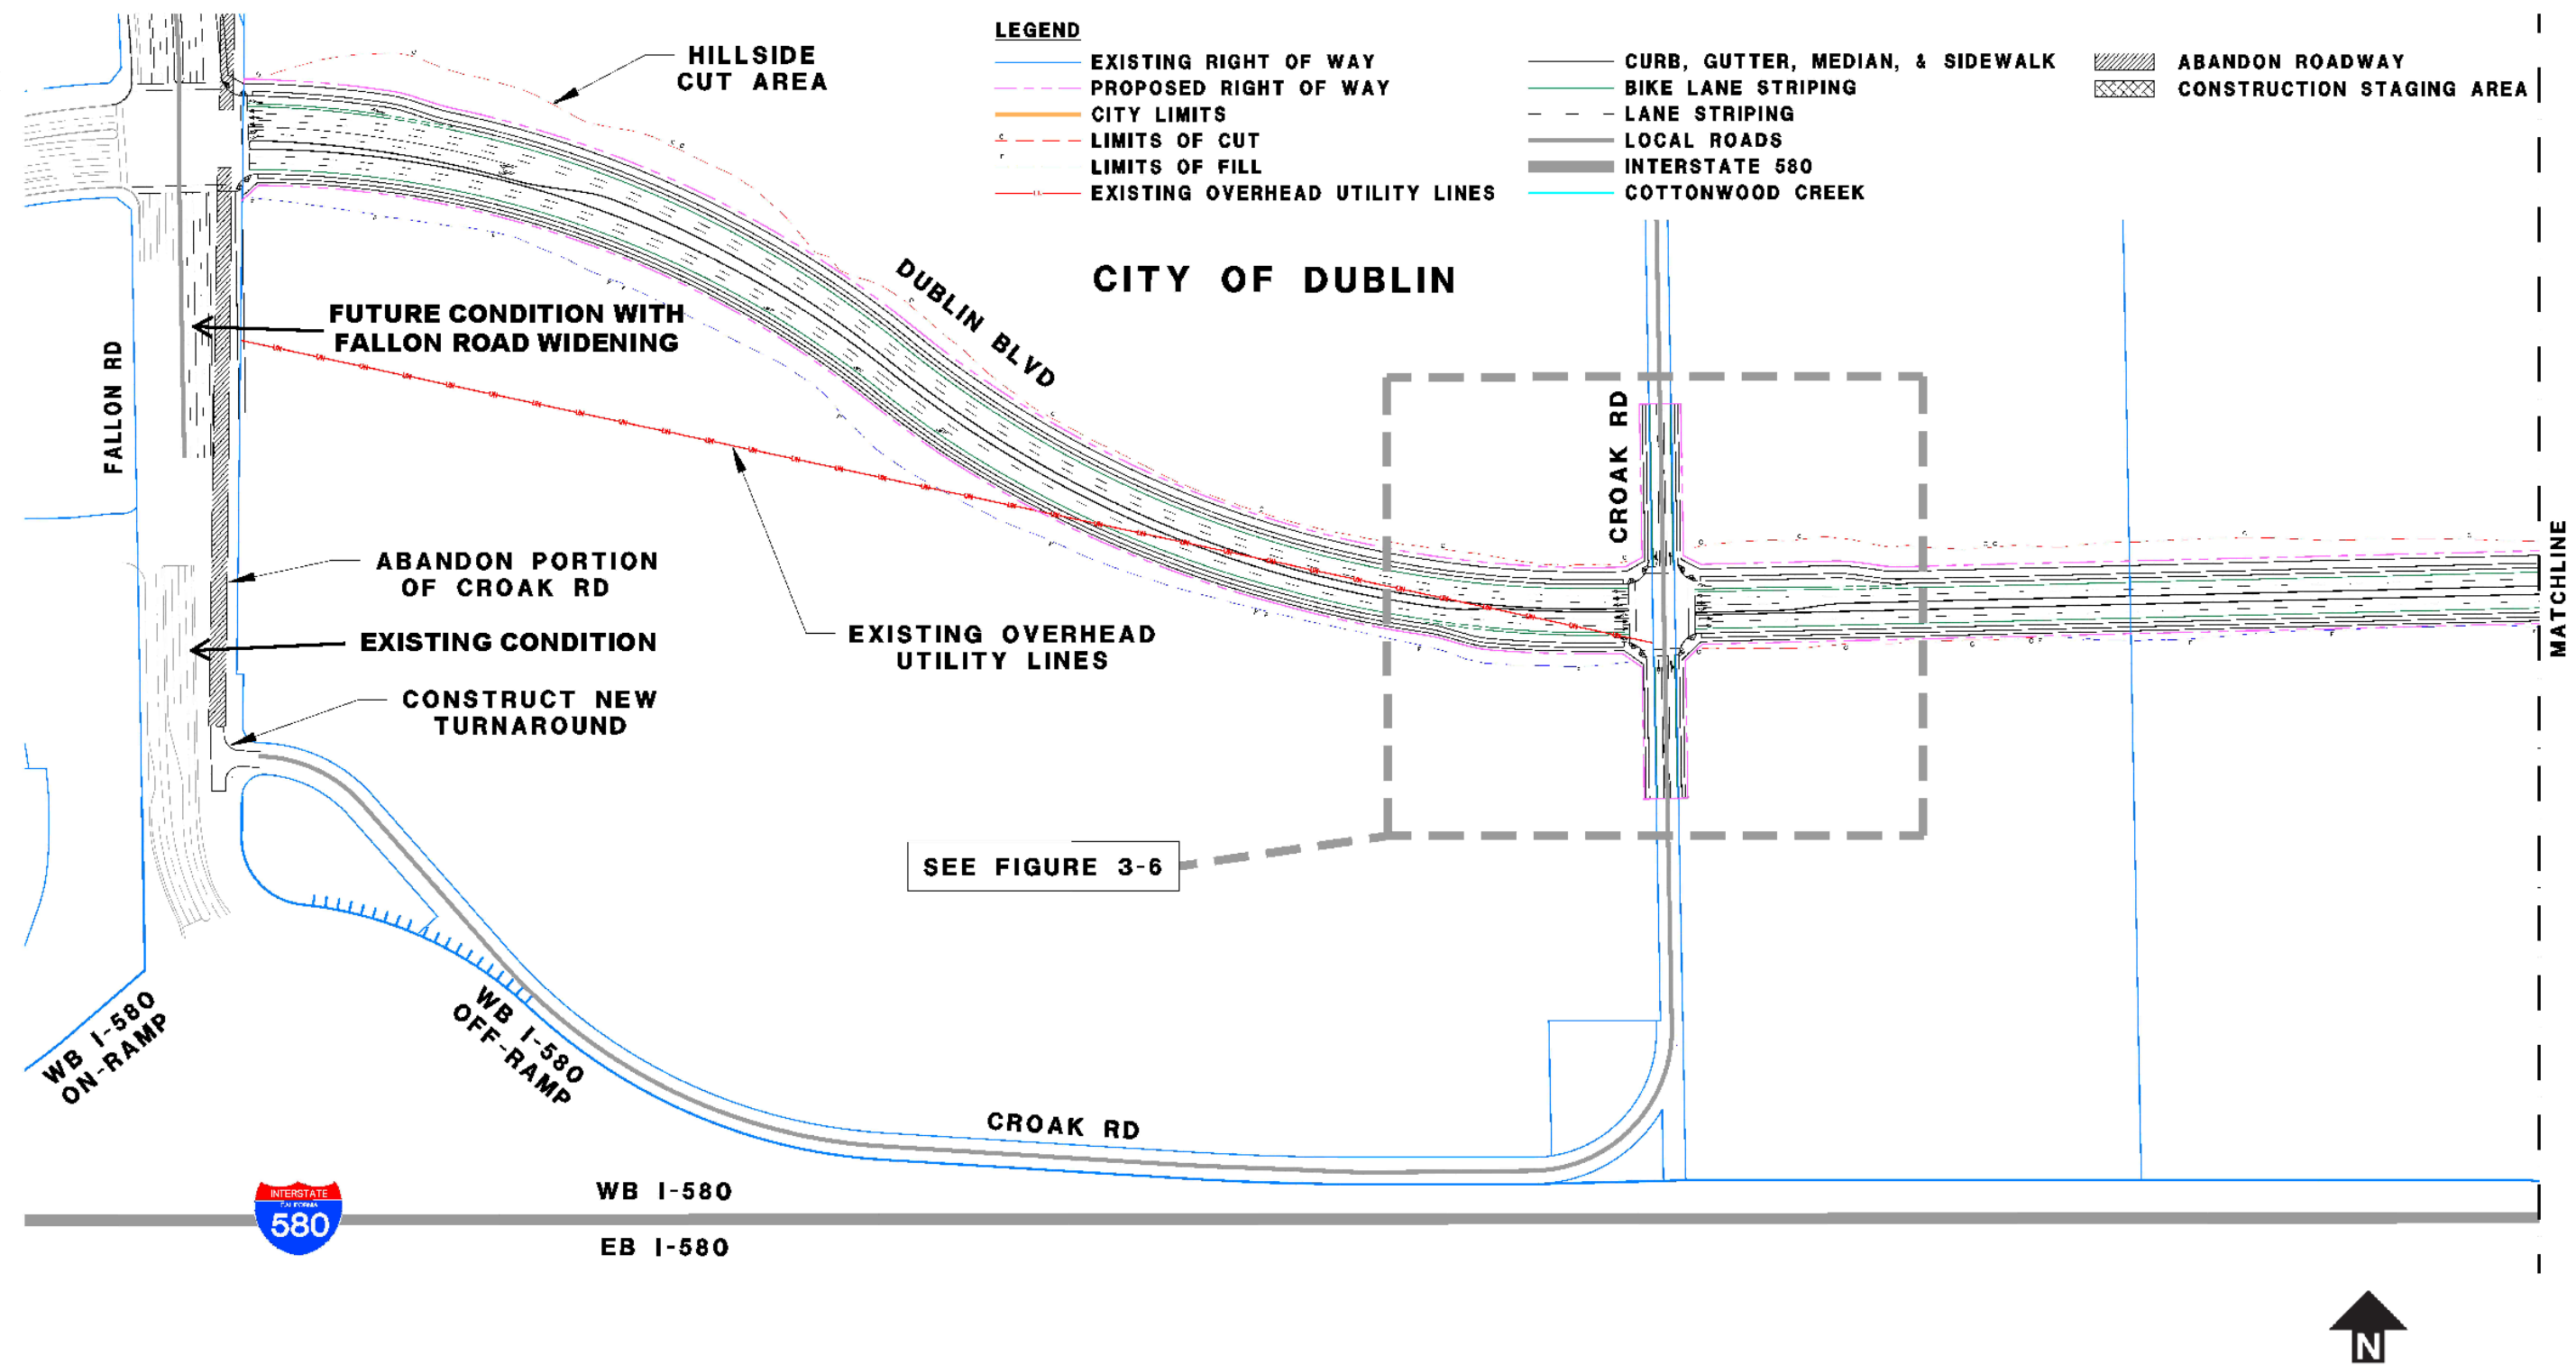 HILLSIDE
CUT AREA
LEGEND
EXISTING RIGHT OF WAY
PROPOSED RIGHT OF WAY
CITY LIMITS
LIMITS OF CUT
LIMITS OF FILL
EXISTING OVERHEAD UTILITY LINES
CURB, GUTTER, MEDIAN, & SIDEWALK
BIKE LANE STRIPING
LANE STRIPING
LOCAL ROADS
INTERSTATE 580
COTTONWOOD CREEK
ABANDON ROADWAY
CONSTRUCTION STAGING AREA
CITY OF DUBLIN
DUBLIN BLVD
FUTURE CONDITION WITH
FALLON ROAD WIDENING
FALLON RD
CROAK RD
ABANDON PORTION
OF CROAK RD
EXISTING CONDITION
EXISTING OVERHEAD
UTILITY LINES
CONSTRUCT NEW
TURNAROUND
MATCHLINE
SEE FIGURE 3-6
WB I-580
ON-RAMP
WB I-580
OFF-RAMP
CROAK RD
INTERSTATE
CALIFORNIA
580
WB I-580
EB I-580
N